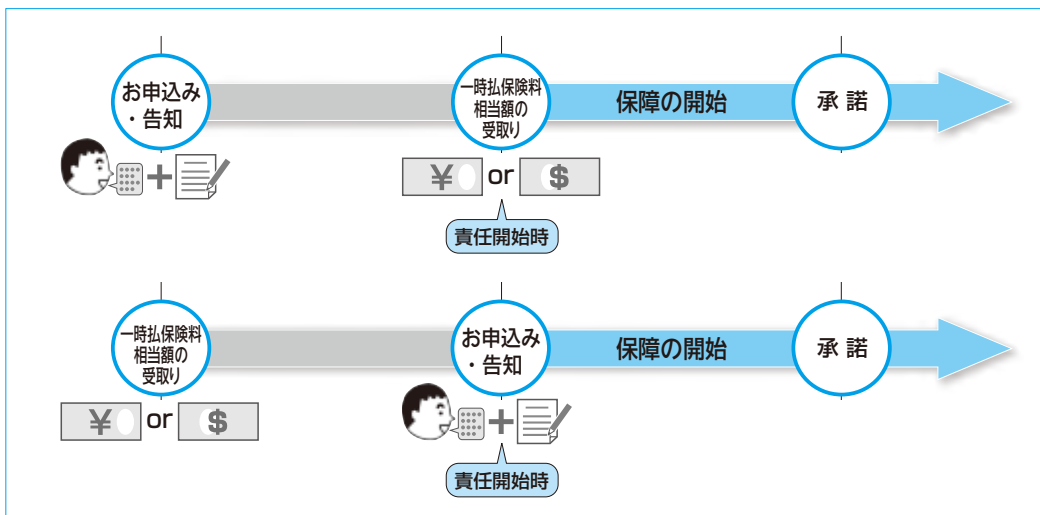 お申込み
・告知
一時払保険料
相当額の
受取り
保障の開始
承諾
¥ or $
責任開始時
一時払保険料
相当額の
受取り
お申込み
・告知
保障の開始
承諾
¥ or $
責任開始時